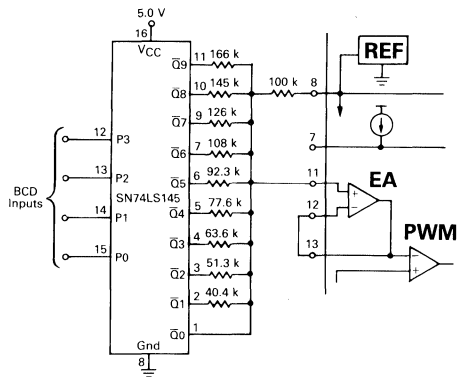 5.0 V
16
VCC
Q̅9 11 166 k
Q̅8 10 145 k
100 k 8
REF
Q̅7 9 126 k
12 P3
Q̅6 7 108 k
7
13 P2
Q̅5 6 92.3 k
11
EA
+
−
BCD
Inputs
SN74LS145
Q̅4 5 77.6 k
12
14 P1
Q̅3 4 63.6 k
13
PWM
−
+
15 P0
Q̅2 3 51.3 k
Q̅1 2 40.4 k
Q̅0 1
Gnd
8